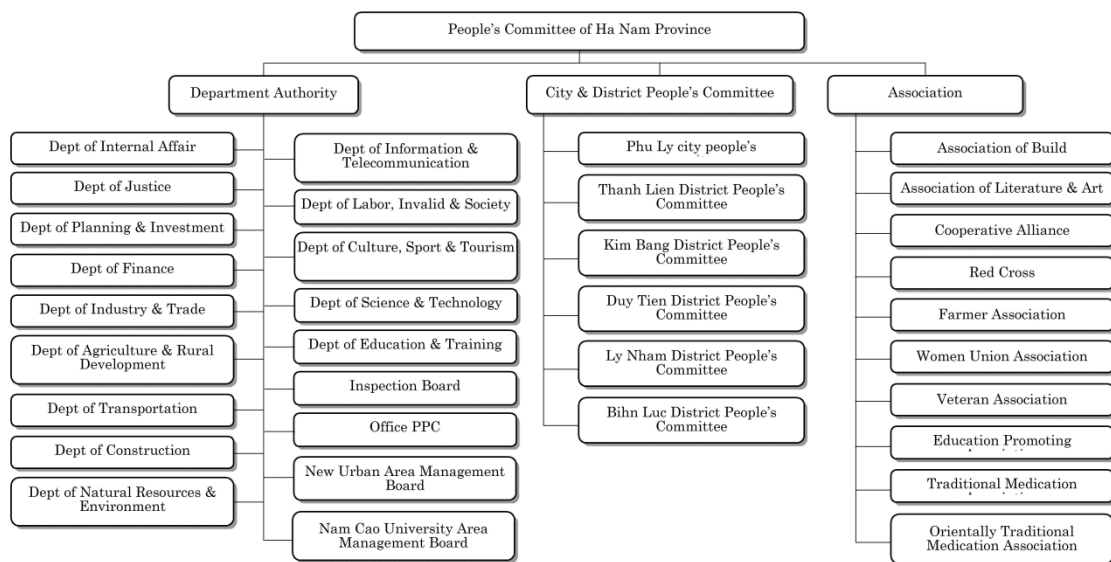 People's Committee of Ha Nam Province
Department Authority
City & District People's Committee
Association
Dept of Internal Affair
Dept of Justice
Dept of Planning & Investment
Dept of Finance
Dept of Industry & Trade
Dept of Agriculture & Rural
Development
Dept of Transportation
Dept of Construction
Dept of Natural Resources &
Environment
Dept of Information &
Telecommunication
Dept of Labor, Invalid & Society
Dept of Culture, Sport & Tourism
Dept of Science & Technology
Dept of Education & Training
Inspection Board
Office PPC
New Urban Area Management
Board
Nam Cao University Area
Management Board
Phu Ly city people's
Thanh Lien District People's
Committee
Kim Bang District People's
Committee
Duy Tien District People's
Committee
Ly Nham District People's
Committee
Bihn Luc District People's
Committee
Association of Build
Association of Literature & Art
Cooperative Alliance
Red Cross
Farmer Association
Women Union Association
Veteran Association
Education Promoting
Traditional Medication
Orientally Traditional
Medication Association